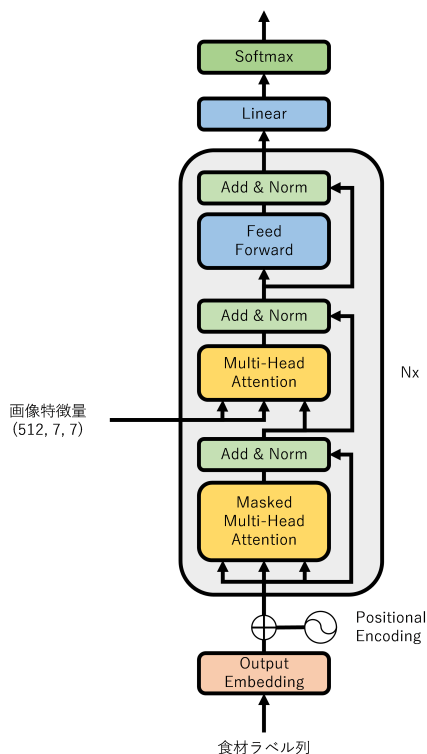 Softmax
Linear
Add & Norm
Feed
Forward
Add & Norm
Multi-Head
Attention
Nx
画像特徴量
(512, 7, 7)
Add & Norm
Masked
Multi-Head
Attention
Positional
Encoding
Output
Embedding
食材ラベル列